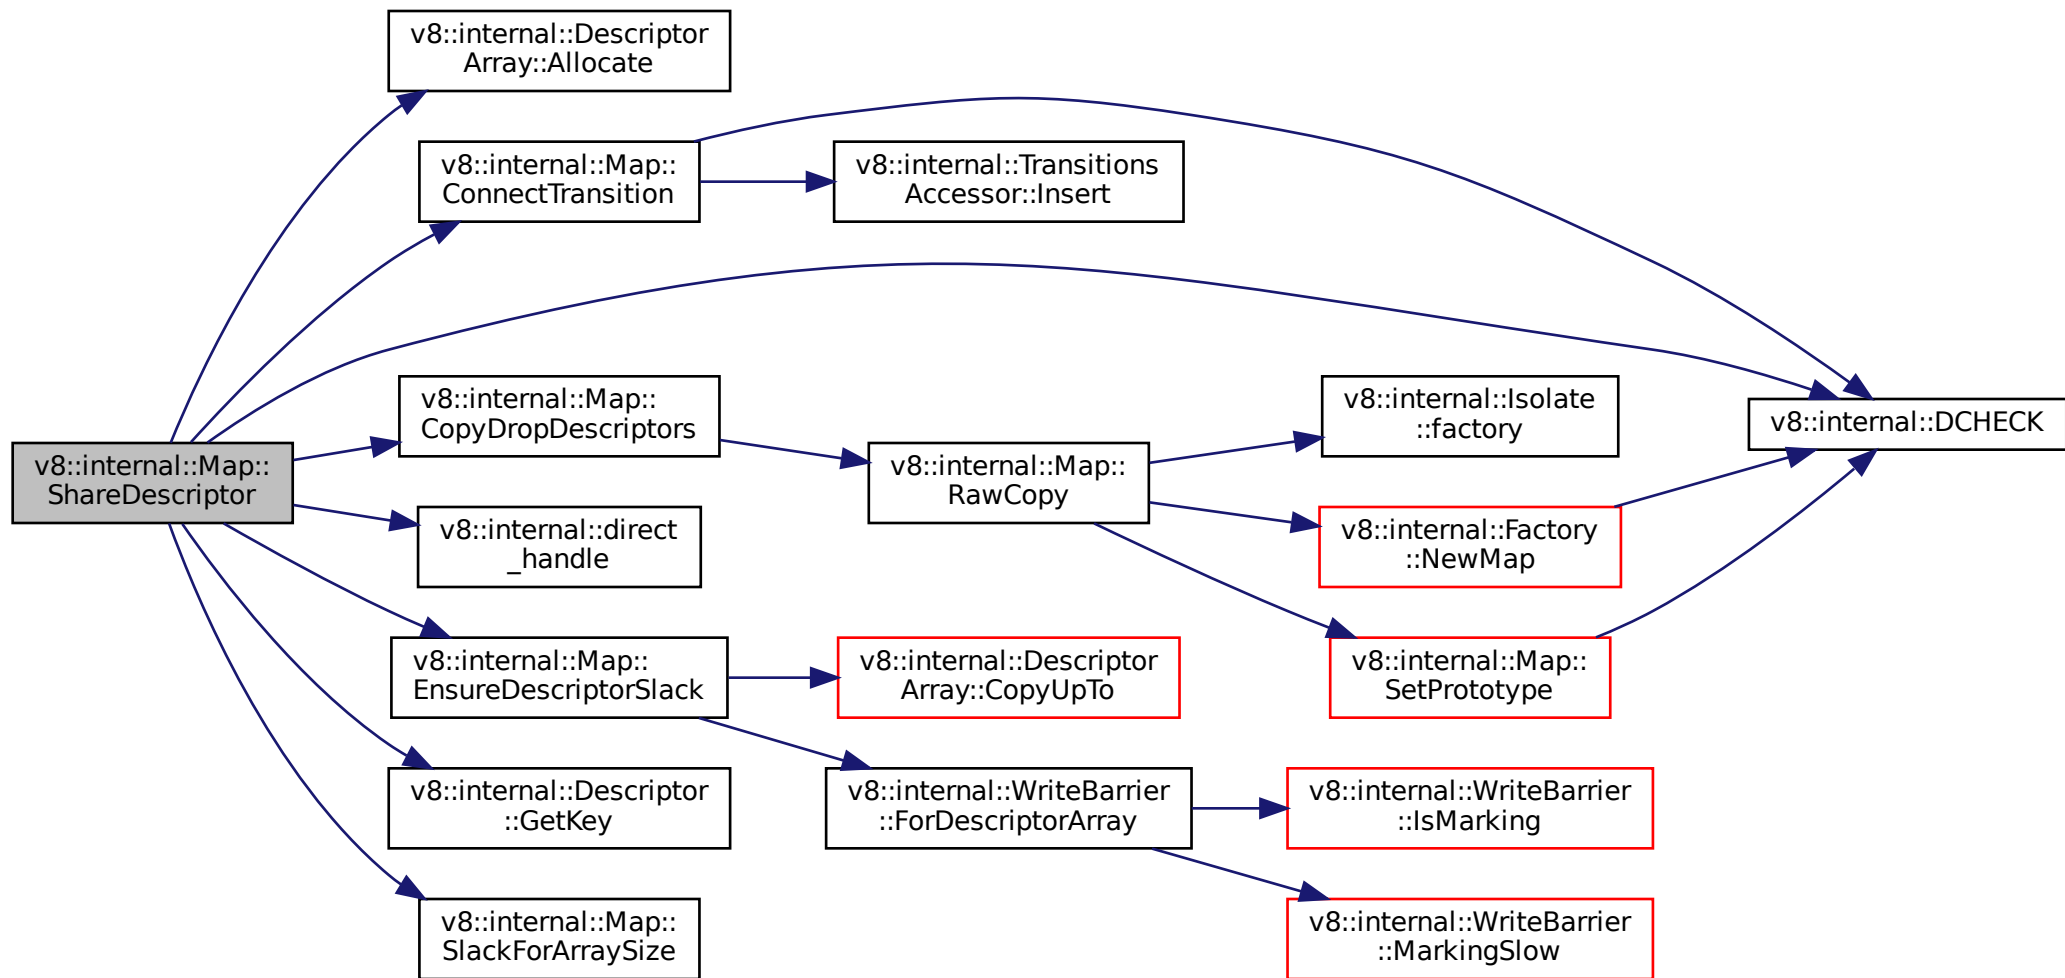 v8::internal::Descriptor
Array::Allocate
v8::internal::Map::
ConnectTransition
v8::internal::Transitions
Accessor::Insert
v8::internal::Map::
CopyDropDescriptors
v8::internal::Isolate
::factory
v8::internal::DCHECK
v8::internal::Map::
ShareDescriptor
v8::internal::Map::
RawCopy
v8::internal::direct
_handle
v8::internal::Factory
::NewMap
v8::internal::Map::
EnsureDescriptorSlack
v8::internal::Descriptor
Array::CopyUpTo
v8::internal::Map::
SetPrototype
v8::internal::Descriptor
::GetKey
v8::internal::WriteBarrier
::ForDescriptorArray
v8::internal::WriteBarrier
::IsMarking
v8::internal::Map::
SlackForArraySize
v8::internal::WriteBarrier
::MarkingSlow